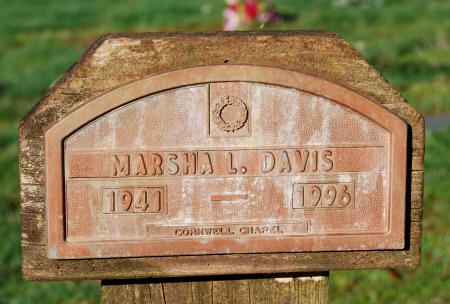 MARSHA L. DAVIS
1941 — 1996
CORNWELL CHAPEL